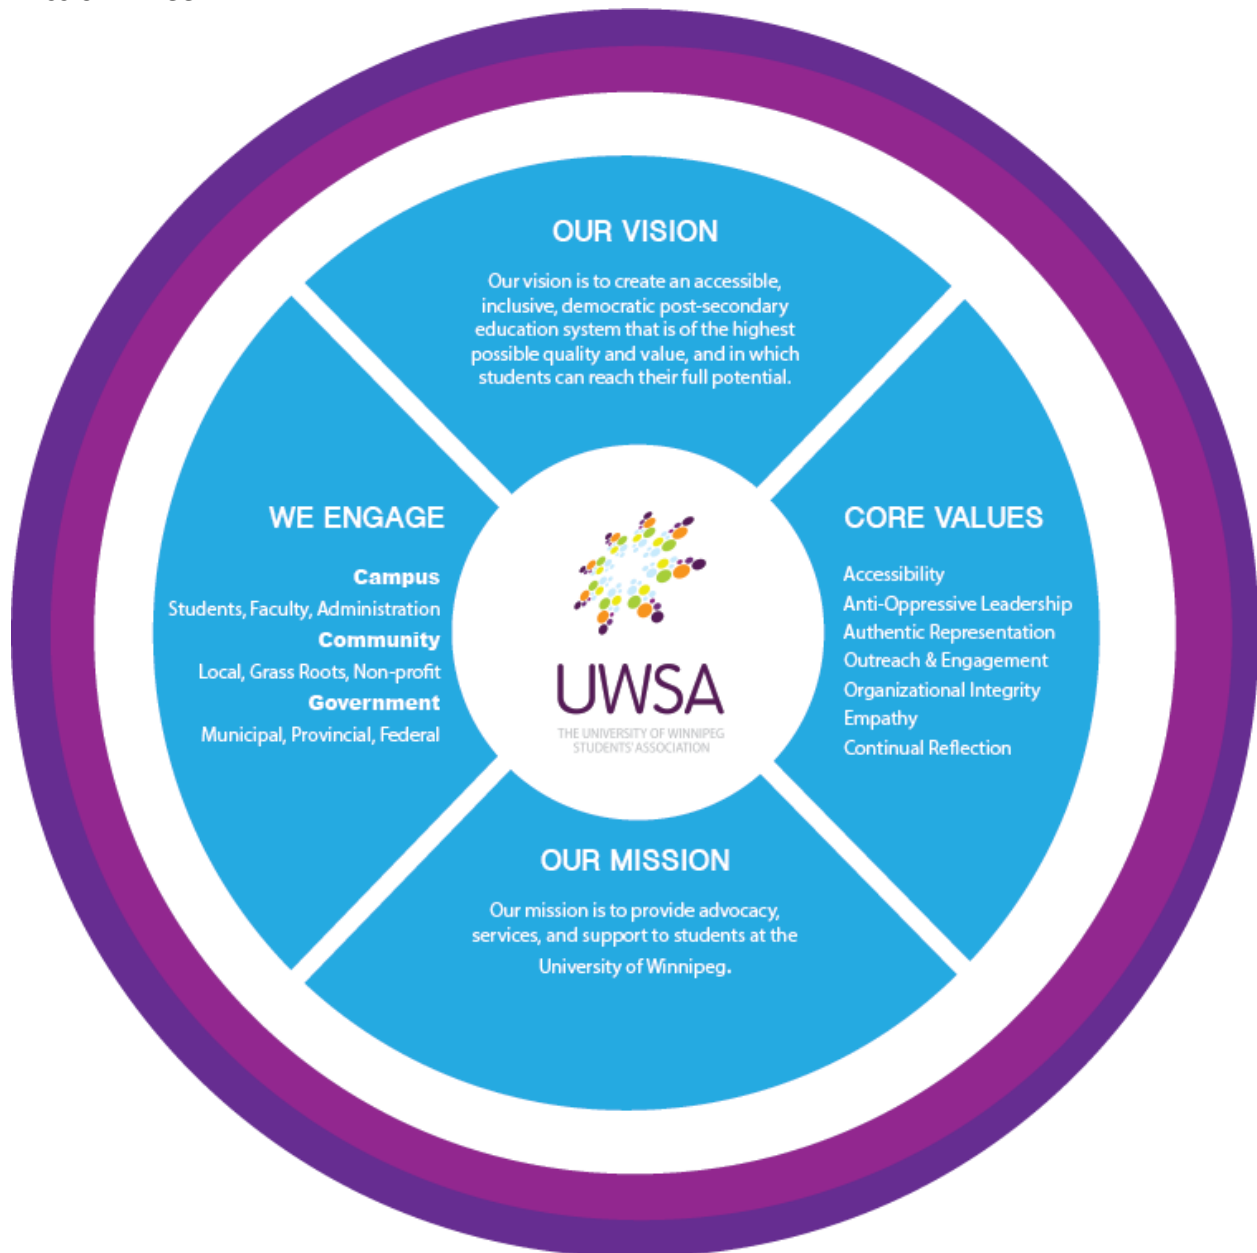 OUR VISION
Our vision is to create an accessible,
inclusive, democratic post-secondary
education system that is of the highest
possible quality and value, and in which
students can reach their full potential.
WE ENGAGE
Campus
Students, Faculty, Administration
Community
Local, Grass Roots, Non-profit
Government
Municipal, Provincial, Federal
UWSA
THE UNIVERSITY OF WINNIPEG
STUDENTS' ASSOCIATION
CORE VALUES
Accessibility
Anti-Oppressive Leadership
Authentic Representation
Outreach & Engagement
Organizational Integrity
Empathy
Continual Reflection
OUR MISSION
Our mission is to provide advocacy,
services, and support to students at the
University of Winnipeg.